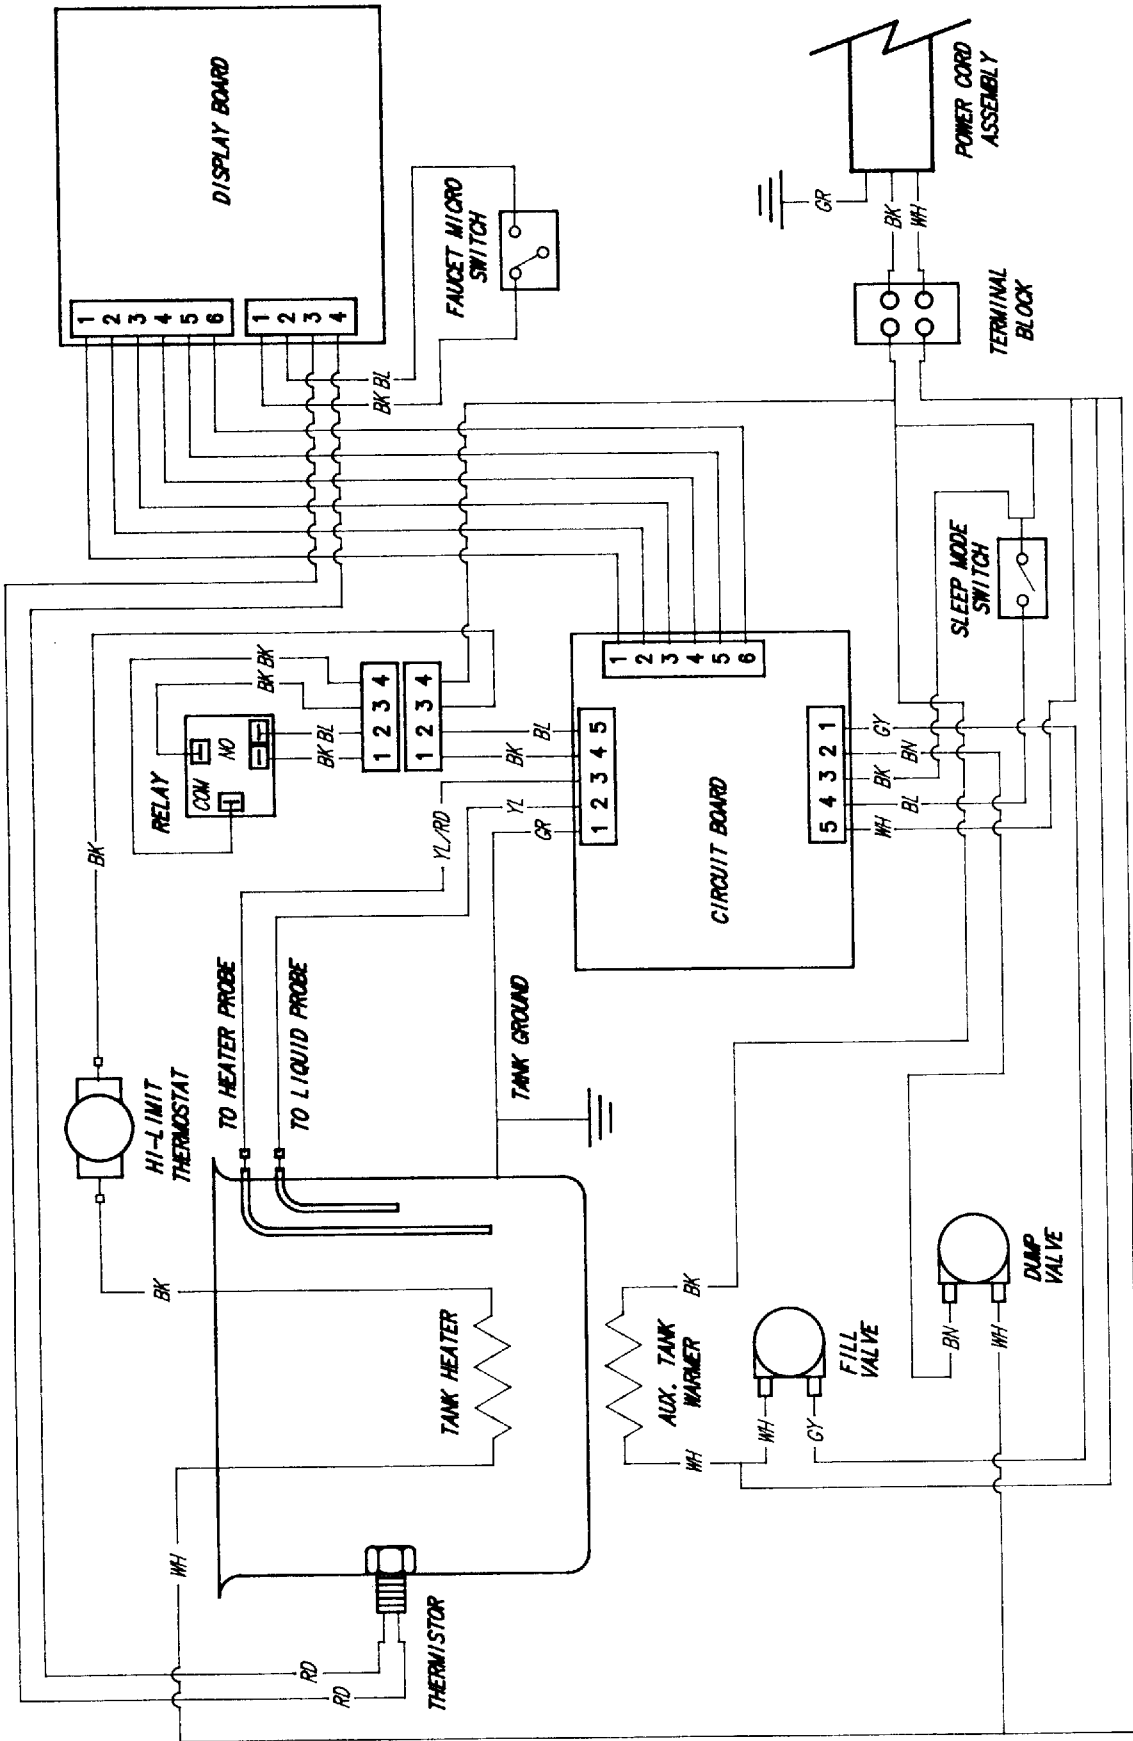 DISPLAY BOARD
1
2
3
4
5
6
1
2
3
4
FAUCET MICRO
SWITCH
BK
BL
POWER CORD
ASSEMBLY
GR
BK
WH
TERMINAL
BLOCK
RELAY
COM
NO
BK
BK
BK
BL
1 2 3 4
1 2 3 4
BK
BL
YL/RD
YL
GR
1 2 3 4 5
1
2
3
4
5
6
CIRCUIT BOARD
5 4 3 2 1
GY
BN
BK
BL
WH
SLEEP MODE
SWITCH
BK
HI-LIMIT
THERMOSTAT
TO HEATER PROBE
TO LIQUID PROBE
TANK GROUND
BK
TANK HEATER
WH
BK
AUX. TANK
WARMER
WH
WH
GY
FILL
VALVE
BN
WH
DUMP
VALVE
RD
RD
THERMISTOR